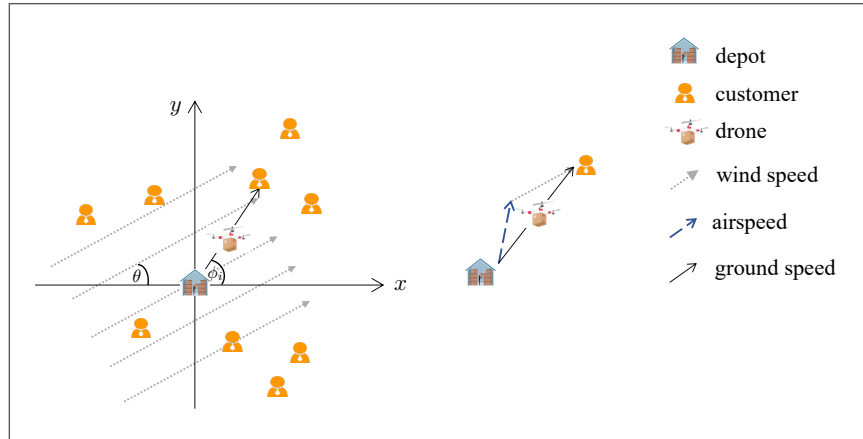 y
x
θ
ϕi
depot
customer
drone
wind speed
airspeed
ground speed